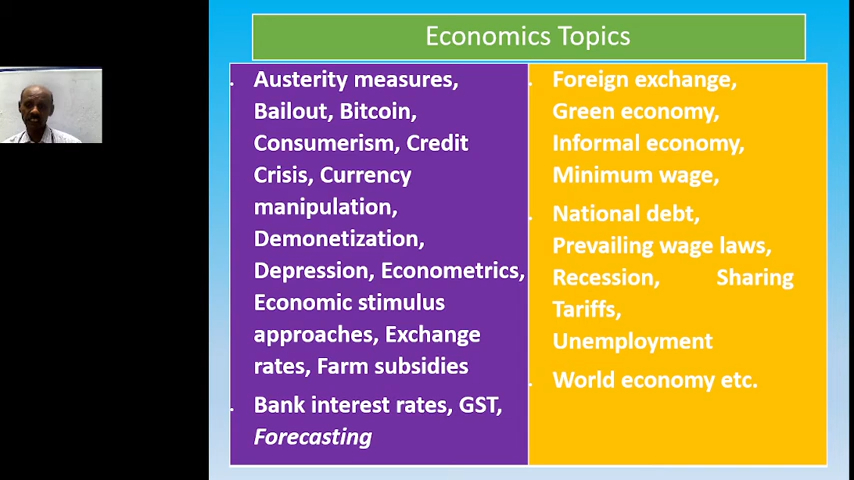 Economics Topics
Austerity measures,
Bailout, Bitcoin,
Consumerism, Credit
Crisis, Currency
manipulation,
Demonetization,
Depression, Econometrics,
Economic stimulus
approaches, Exchange
rates, Farm subsidies
Bank interest rates, GST,
Forecasting
Foreign exchange,
Green economy,
Informal economy,
Minimum wage,
National debt,
Prevailing wage laws,
Recession, Sharing
Tariffs,
Unemployment
World economy etc.